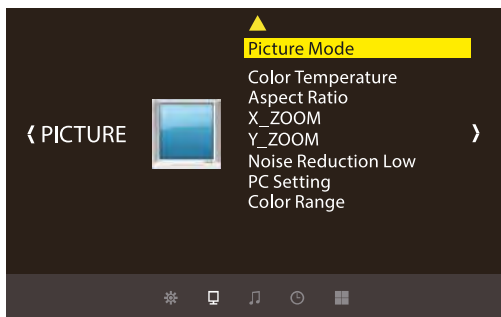 PICTURE
Picture Mode
Color Temperature
Aspect Ratio
X_ZOOM
Y_ZOOM
Noise Reduction Low
PC Setting
Color Range